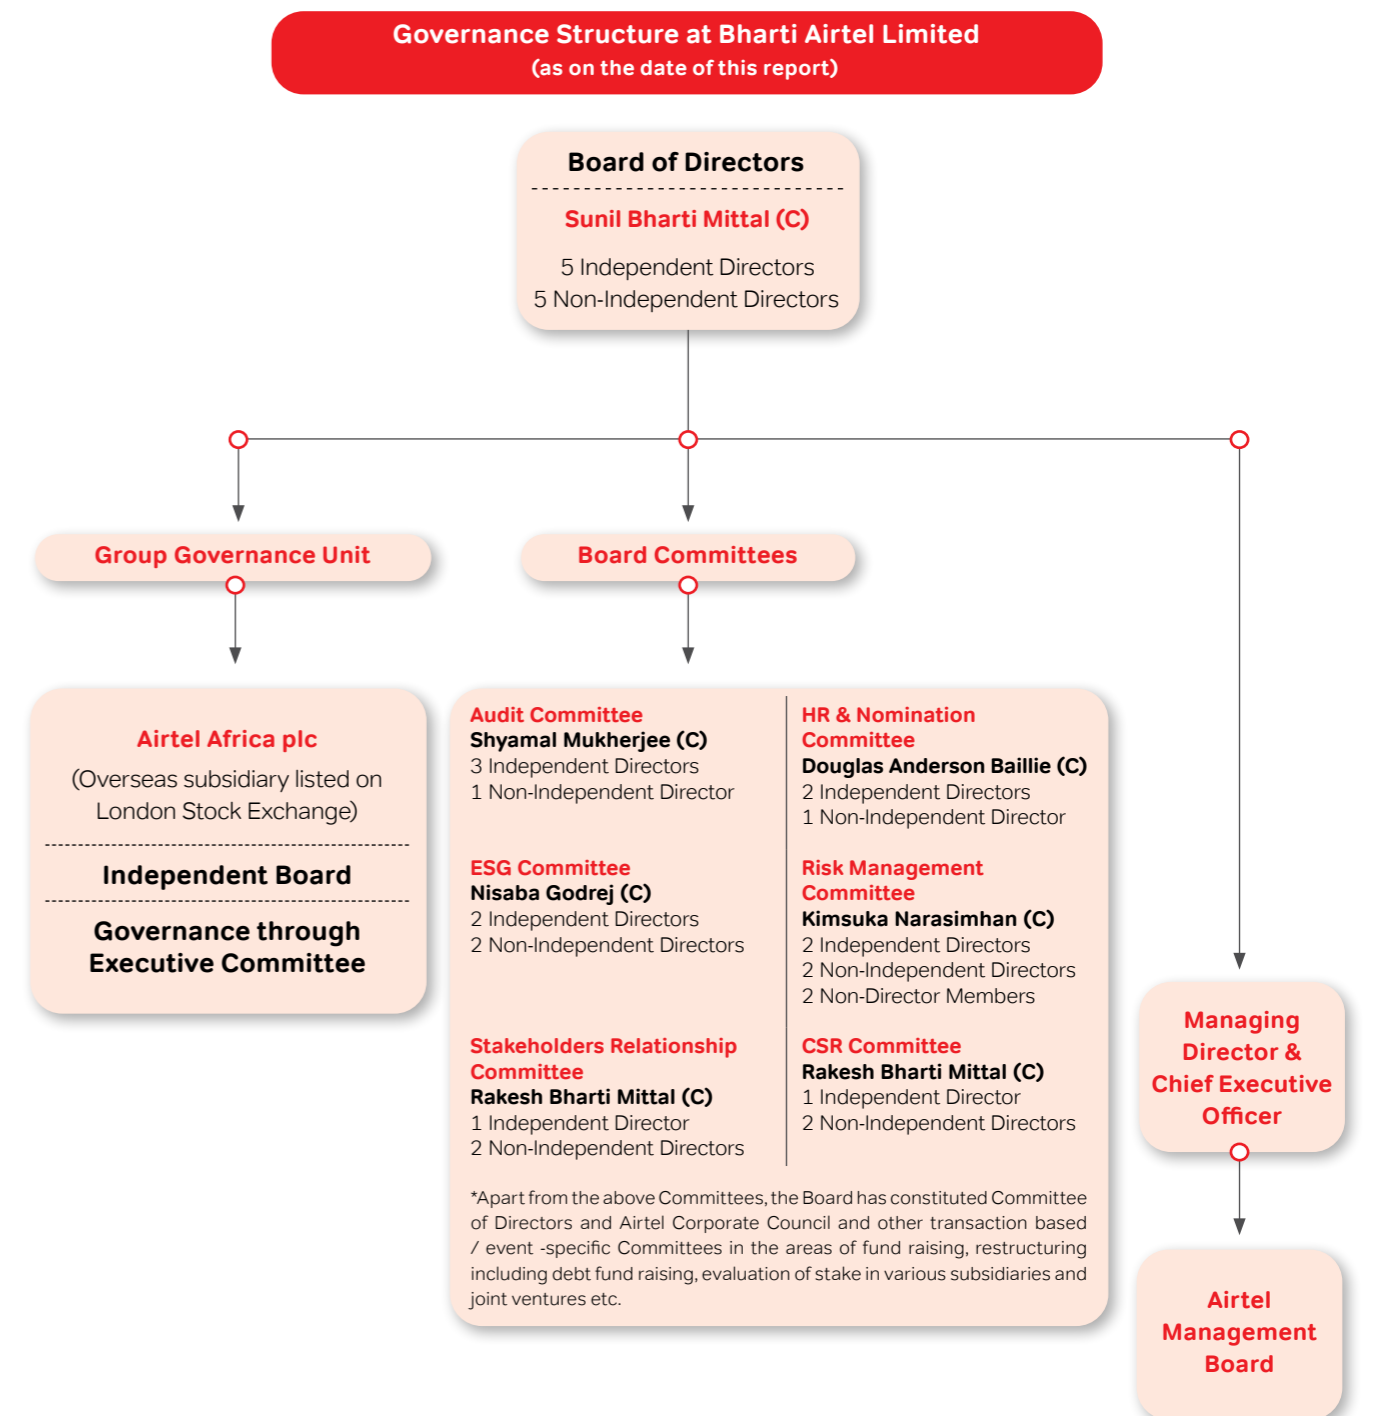 Governance Structure at Bharti Airtel Limited
(as on the date of this report)
Board of Directors
Sunil Bharti Mittal (C)
5 Independent Directors
5 Non-Independent Directors
Group Governance Unit
Board Committees
Airtel Africa plc
(Overseas subsidiary listed on
London Stock Exchange)
Independent Board
Governance through
Executive Committee
Audit Committee
Shyamal Mukherjee (C)
3 Independent Directors
1 Non-Independent Director
HR & Nomination
Committee
Douglas Anderson Baillie (C)
2 Independent Directors
1 Non-Independent Director
ESG Committee
Nisaba Godrej (C)
2 Independent Directors
2 Non-Independent Directors
Risk Management
Committee
Kimsuka Narasimhan (C)
2 Independent Directors
2 Non-Independent Directors
2 Non-Director Members
Stakeholders Relationship
Committee
Rakesh Bharti Mittal (C)
1 Independent Director
2 Non-Independent Directors
CSR Committee
Rakesh Bharti Mittal (C)
1 Independent Director
2 Non-Independent Directors
*Apart from the above Committees, the Board has constituted Committee
of Directors and Airtel Corporate Council and other transaction based
/ event -specific Committees in the areas of fund raising, restructuring
including debt fund raising, evaluation of stake in various subsidiaries and
joint ventures etc.
Managing
Director &
Chief Executive
Officer
Airtel
Management
Board